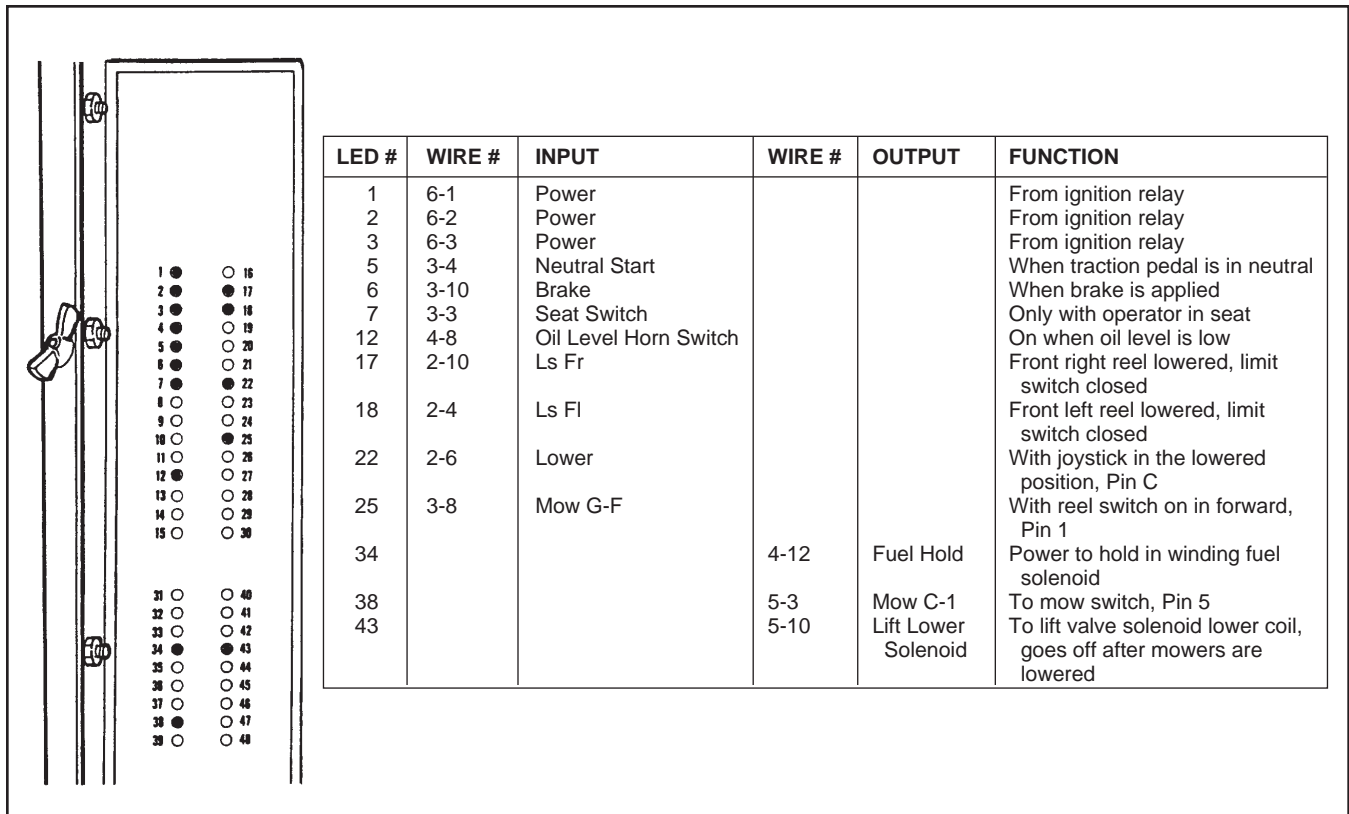 1 16
2 17
3 18
4 19
5 20
6 21
7 22
8 23
9 24
10 25
11 26
12 27
13 28
14 29
15 30
31 40
32 41
33 42
34 43
35 44
36 45
37 46
38 47
39 48
LED # WIRE # INPUT WIRE # OUTPUT FUNCTION
1 6-1 Power From ignition relay
2 6-2 Power From ignition relay
3 6-3 Power From ignition relay
5 3-4 Neutral Start When traction pedal is in neutral
6 3-10 Brake When brake is applied
7 3-3 Seat Switch Only with operator in seat
12 4-8 Oil Level Horn Switch On when oil level is low
17 2-10 Ls Fr Front right reel lowered, limit
switch closed
18 2-4 Ls Fl Front left reel lowered, limit
switch closed
22 2-6 Lower With joystick in the lowered
position, Pin C
25 3-8 Mow G-F With reel switch on in forward,
Pin 1
34 4-12 Fuel Hold Power to hold in winding fuel
solenoid
38 5-3 Mow C-1 To mow switch, Pin 5
43 5-10 Lift Lower To lift valve solenoid lower coil,
Solenoid goes off after mowers are
lowered